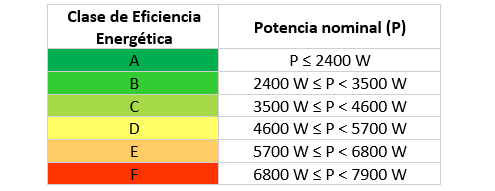 Clase de Eficiencia Energética Potencia nominal (P)
A P ≤ 2400 W
B 2400 W ≤ P < 3500 W
C 3500 W ≤ P < 4600 W
D 4600 W ≤ P < 5700 W
E 5700 W ≤ P < 6800 W
F 6800 W ≤ P < 7900 W